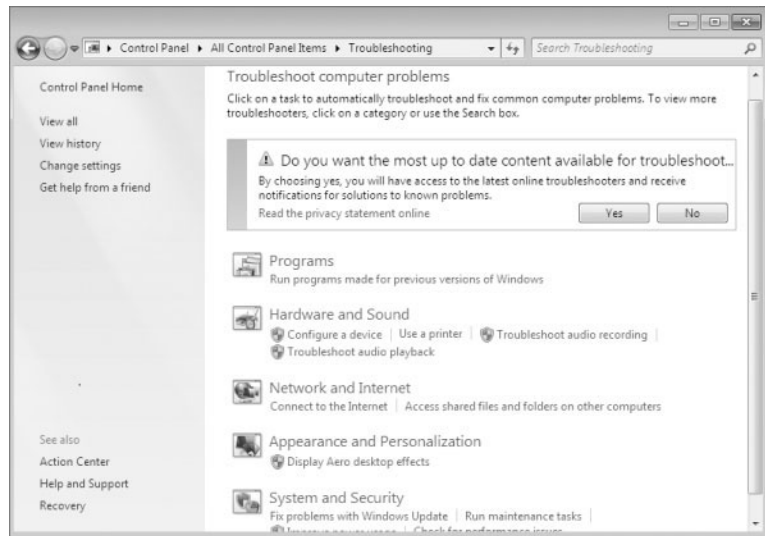 Control Panel ▸ All Control Panel Items ▸ Troubleshooting
Search Troubleshooting
Control Panel Home
View all
View history
Change settings
Get help from a friend
Troubleshoot computer problems
Click on a task to automatically troubleshoot and fix common computer problems. To view more
troubleshooters, click on a category or use the Search box.
Do you want the most up to date content available for troubleshoot...
By choosing yes, you will have access to the latest online troubleshooters and receive
notifications for solutions to known problems.
Read the privacy statement online
Yes
No
Programs
Run programs made for previous versions of Windows
Hardware and Sound
Configure a device | Use a printer | Troubleshoot audio recording |
Troubleshoot audio playback
Network and Internet
Connect to the Internet | Access shared files and folders on other computers
Appearance and Personalization
Display Aero desktop effects
System and Security
Fix problems with Windows Update | Run maintenance tasks |
Improve power usage | Check for performance issues
See also
Action Center
Help and Support
Recovery